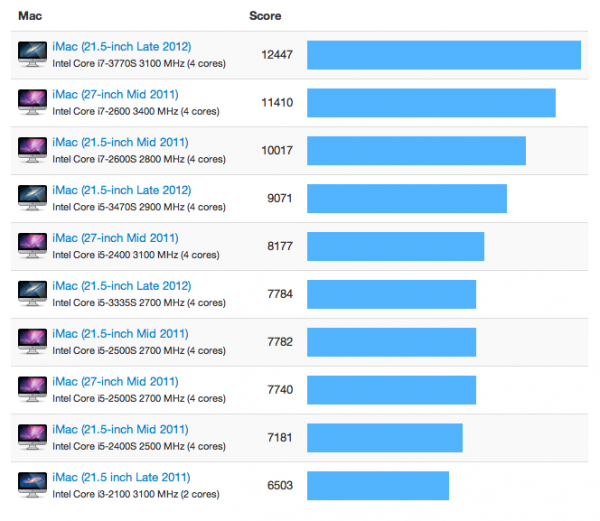 Mac Score
iMac (21.5-inch Late 2012)
Intel Core i7-3770S 3100 MHz (4 cores)
12447
iMac (27-inch Mid 2011)
Intel Core i7-2600 3400 MHz (4 cores)
11410
iMac (21.5-inch Mid 2011)
Intel Core i7-2600S 2800 MHz (4 cores)
10017
iMac (21.5-inch Late 2012)
Intel Core i5-3470S 2900 MHz (4 cores)
9071
iMac (27-inch Mid 2011)
Intel Core i5-2400 3100 MHz (4 cores)
8177
iMac (21.5-inch Late 2012)
Intel Core i5-3335S 2700 MHz (4 cores)
7784
iMac (21.5-inch Mid 2011)
Intel Core i5-2500S 2700 MHz (4 cores)
7782
iMac (27-inch Mid 2011)
Intel Core i5-2500S 2700 MHz (4 cores)
7740
iMac (21.5-inch Mid 2011)
Intel Core i5-2400S 2500 MHz (4 cores)
7181
iMac (21.5 inch Late 2011)
Intel Core i3-2100 3100 MHz (2 cores)
6503